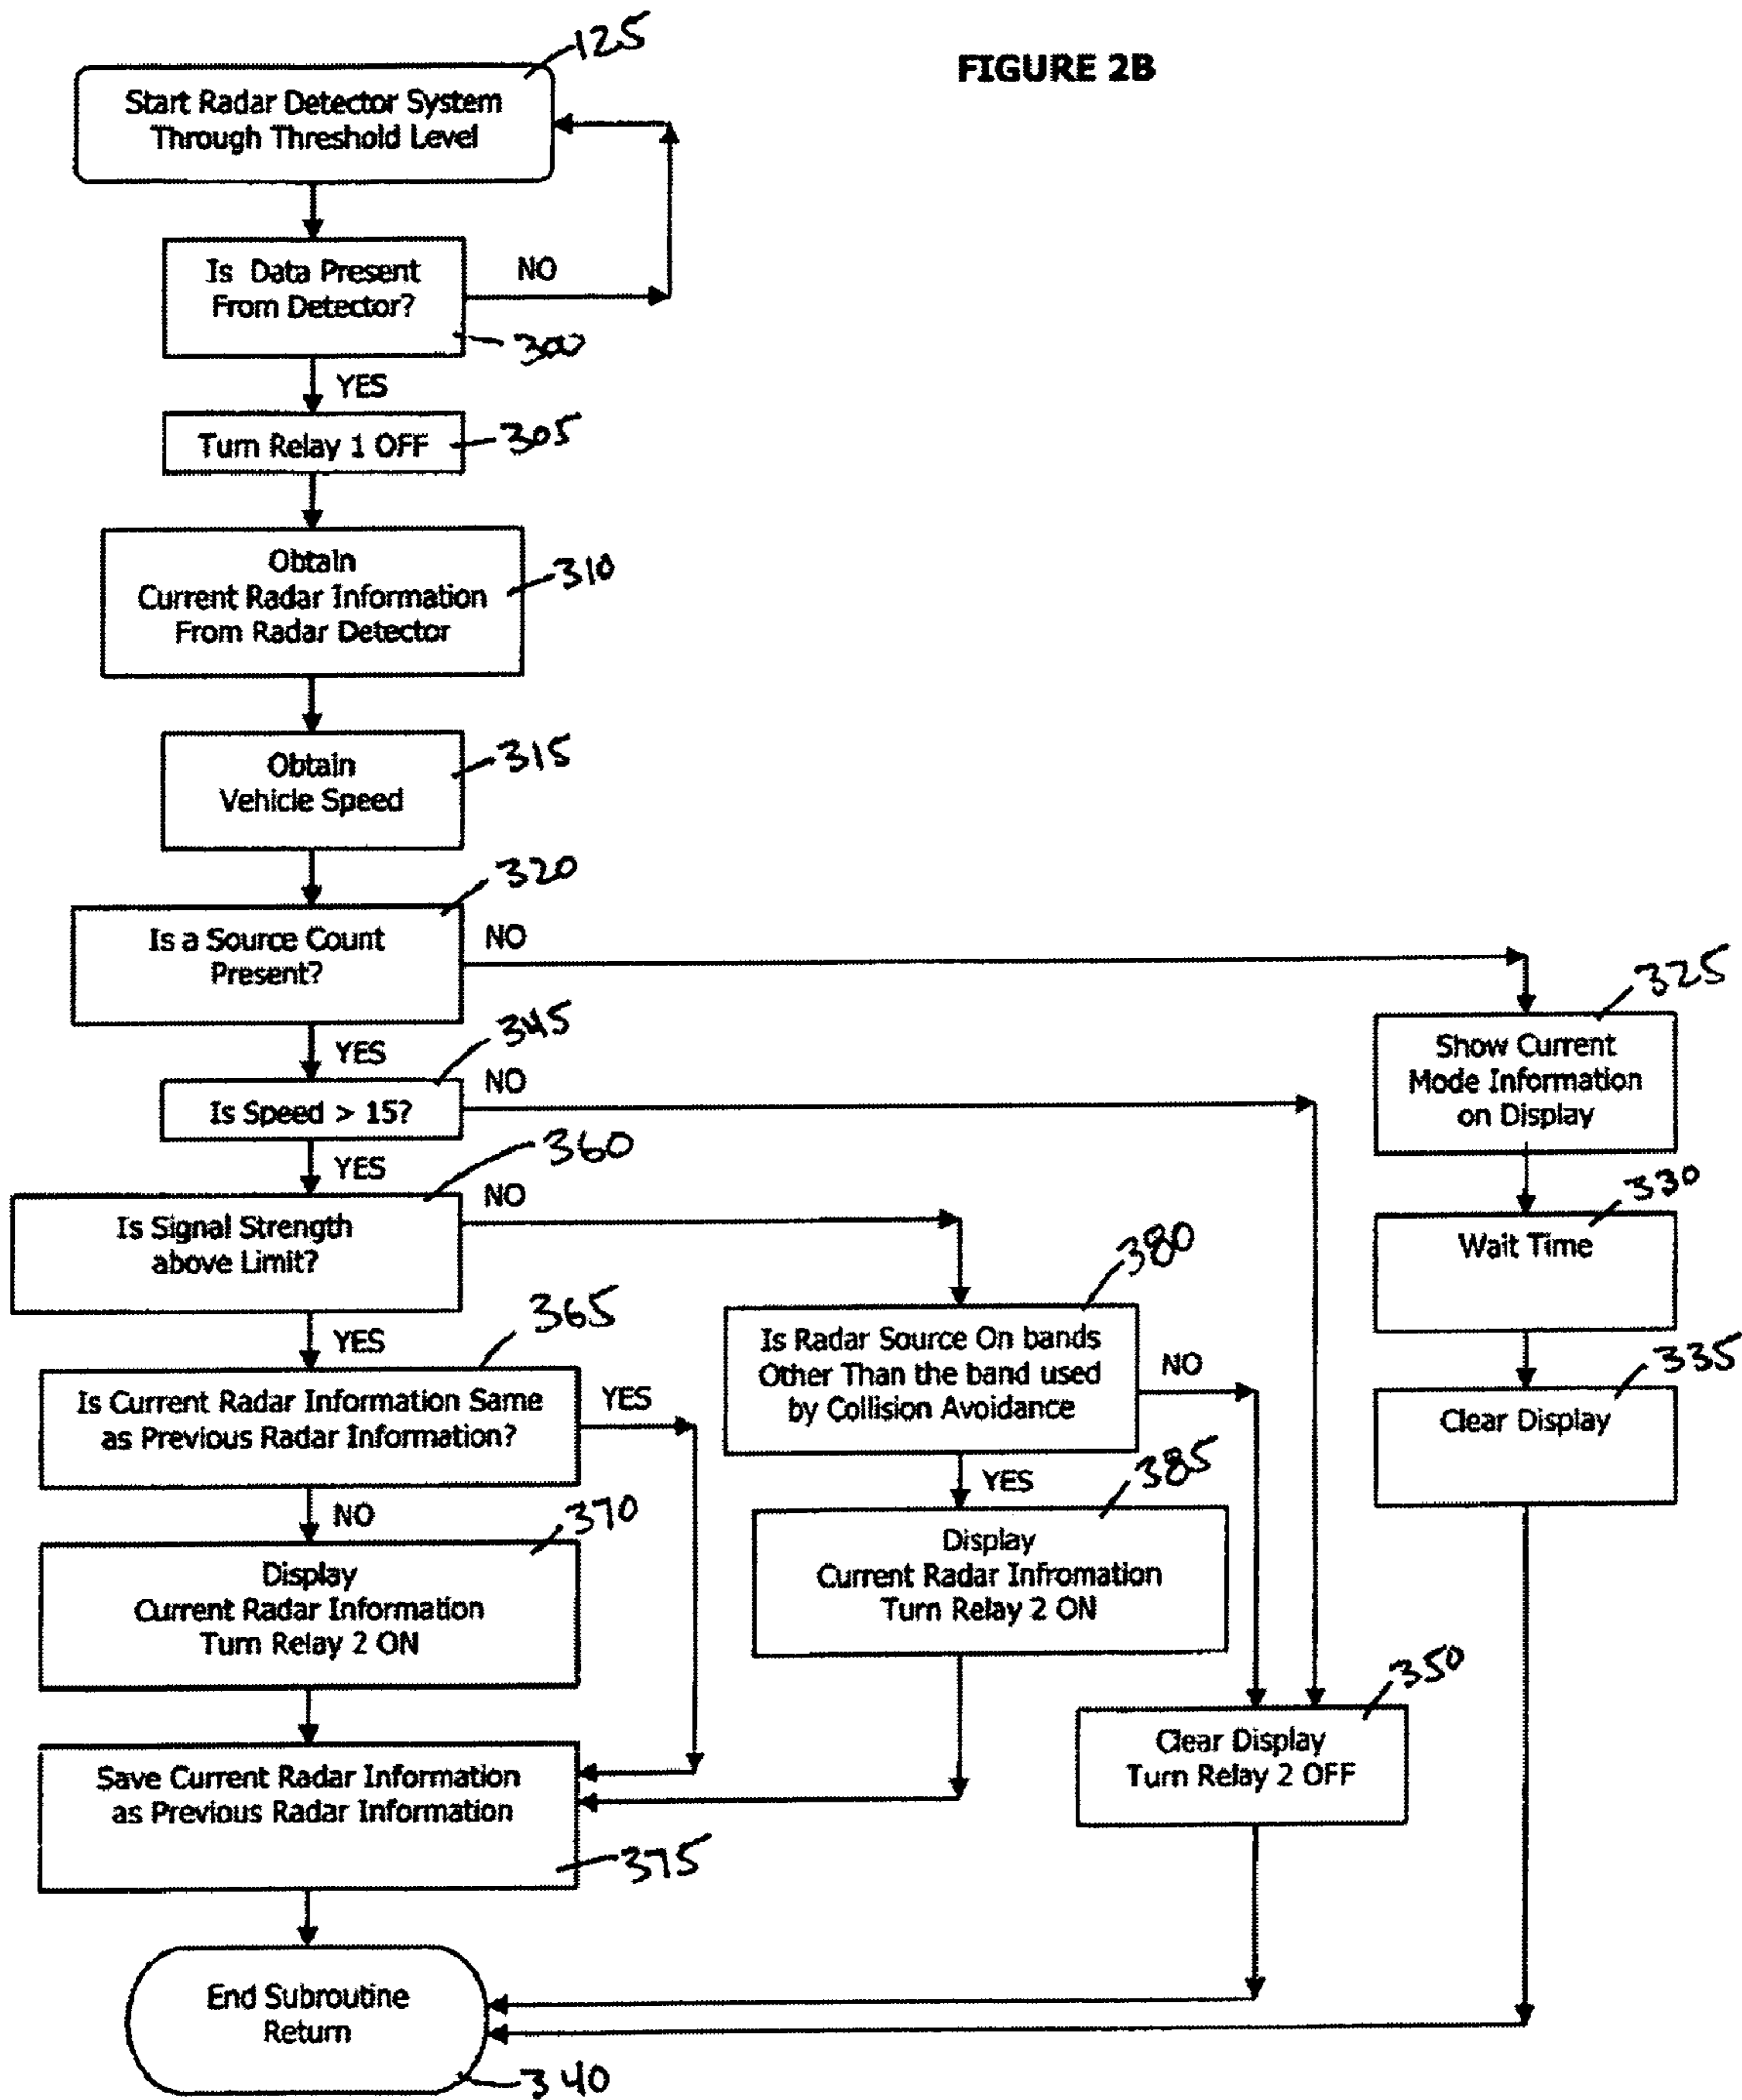 FIGURE 2B
125
Start Radar Detector System
Through Threshold Level
Is Data Present
From Detector?
NO
300
YES
Turn Relay 1 OFF
305
Obtain
Current Radar Information
From Radar Detector
310
Obtain
Vehicle Speed
315
320
Is a Source Count
Present?
NO
325
Show Current
Mode Information
on Display
YES
345
Is Speed > 15?
NO
330
Wait Time
YES
360
Is Signal Strength
above Limit?
NO
380
Is Radar Source On bands
Other Than the band used
by Collision Avoidance
NO
335
Clear Display
YES
365
Is Current Radar Information Same
as Previous Radar Information?
YES
YES
385
Display
Current Radar Infromation
Turn Relay 2 ON
NO
370
Display
Current Radar Information
Turn Relay 2 ON
350
Clear Display
Turn Relay 2 OFF
Save Current Radar Information
as Previous Radar Information
375
End Subroutine
Return
340